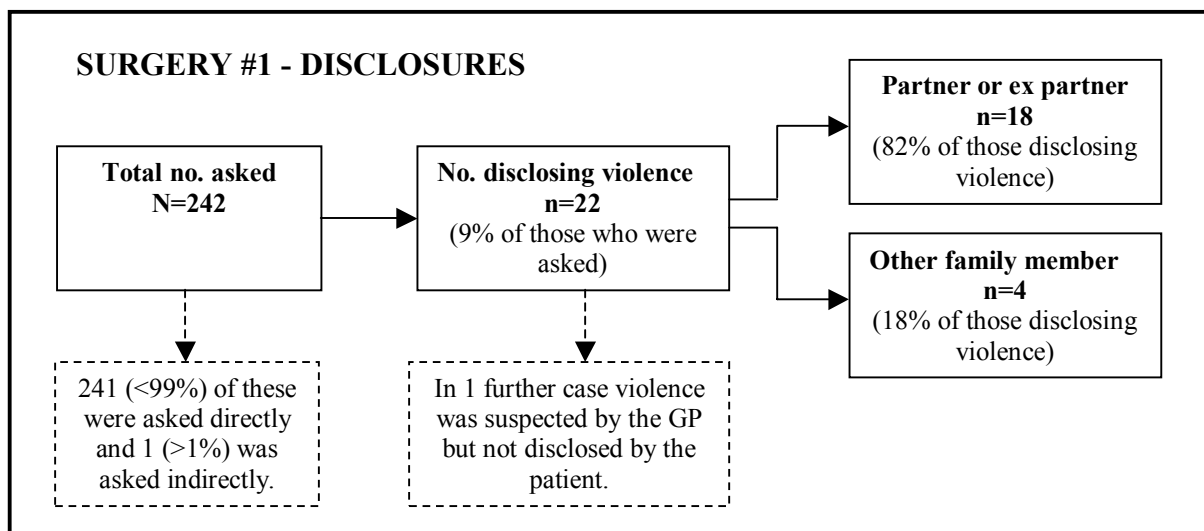 SURGERY #1 - DISCLOSURES
Total no. asked
N=242
No. disclosing violence
n=22
(9% of those who were
asked)
Partner or ex partner
n=18
(82% of those disclosing
violence)
Other family member
n=4
(18% of those disclosing
violence)
241 (<99%) of these
were asked directly
and 1 (>1%) was
asked indirectly.
In 1 further case violence
was suspected by the GP
but not disclosed by the
patient.